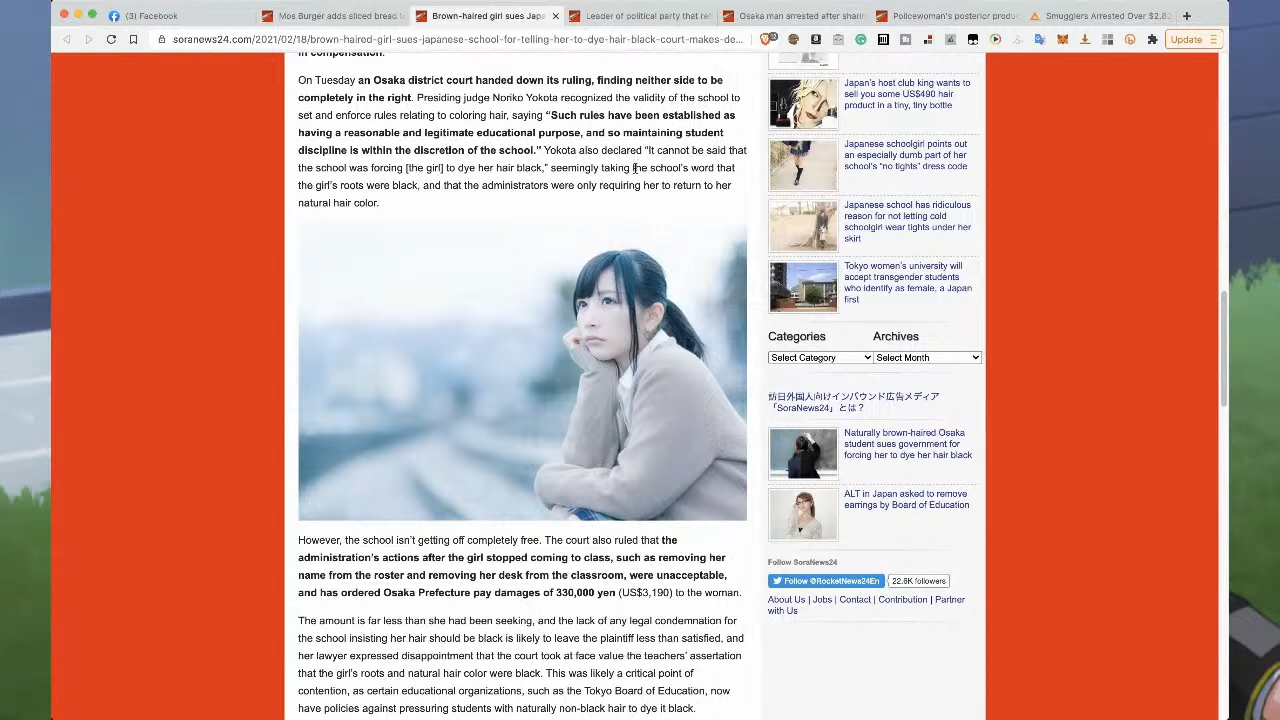 (3) Facebook
Mos Burger adds sliced bread to
Brown-haired girl sues Japa
Leader of political party that ref
Osaka man arrested after sharin
Policewoman's posterior produc
Smugglers Arrested Over $2.82
soranews24.com/2021/02/18/brown-haired-girl-sues-japanese-school-for-telling-her-to-dye-hair-black-court-makes-de...
Update
in compensation.
On Tuesday, the Osaka District Court made its ruling, finding neither side to be
completely innocent. Presiding judge Noriko Yokota recognized the validity of the school to
set and enforce rules regarding students' hair color. "Such rules are established as
having a reasonable and proper educational purpose, and so maintaining student
discipline is within the discretion of the school," Yokota also declared "It cannot be said that
the school was forcing [the girl] to dye her hair black," seemingly taking the school's word that
the girl's roots were black, and that the school was were only requiring her to return to her
natural hair color.
However, the school isn't getting off completely free, as the court also ruled that the
administration's actions after the girl stopped coming to class, such as removing her
name from the roster and removing her desk from the classroom, were unacceptable,
and has ordered Osaka to pay damages of 330,000 yen (US$3,190) to the woman.
The amount is far less than she had been seeking, and the lack of any legal condemnation for
the school insisting her hair should be black is likely to leave the plaintiff less than satisfied, and
her lawyer expressed disappointment that the court took at face value the teachers' assertation
that the girl's roots and natural hair color were black. This was likely a critical point of
contention, as certain educational organizations, such as the Tokyo Board of Education, now
have policies against pressuring students with naturally non-black hair to dye it black.
Japan's host club king wants to
sell you some US$490 hair
product in a tiny, tiny bottle
Japanese schoolgirl points out
an especially dumb part of her
school's "no tights" dress code
Japanese school has ridiculous
reason for not letting cold
schoolgirl wear tights under her
skirt
Tokyo women's university will
accept transgender students
who identify as female, a Japan
first
Categories
Archives
Select Category
Select Month
訪日外国人向けインバウンド広告メディア
「SoraNews24」とは？
Naturally brown-haired Osaka
student sues government for
forcing her to dye her hair black
ALT in Japan asked to remove
earrings by Board of Education
Follow SoraNews24
Follow @RocketNews24En
22.6K followers
About Us | Jobs | Contact | Contribution | Partner
with Us